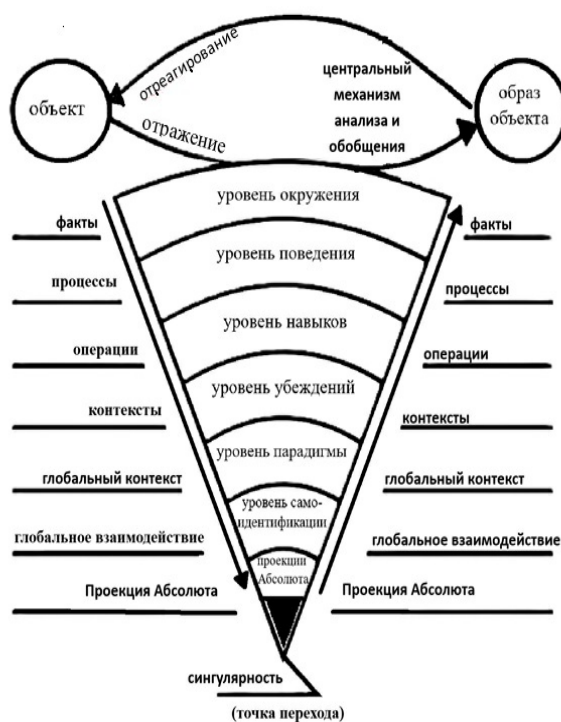 отреагирование
объект
отражение
центральный
механизм
анализа и
обобщения
образ
объекта
уровень окружения
факты
факты
уровень поведения
процессы
процессы
уровень навыков
операции
операции
уровень убеждений
контексты
контексты
уровень парадигмы
глобальный контекст
глобальный контекст
уровень само-
идентификации
глобальное взаимодействие
глобальное взаимодействие
проекции
Абсолюта
Проекция Абсолюта
Проекция Абсолюта
сингулярность
(точка перехода)